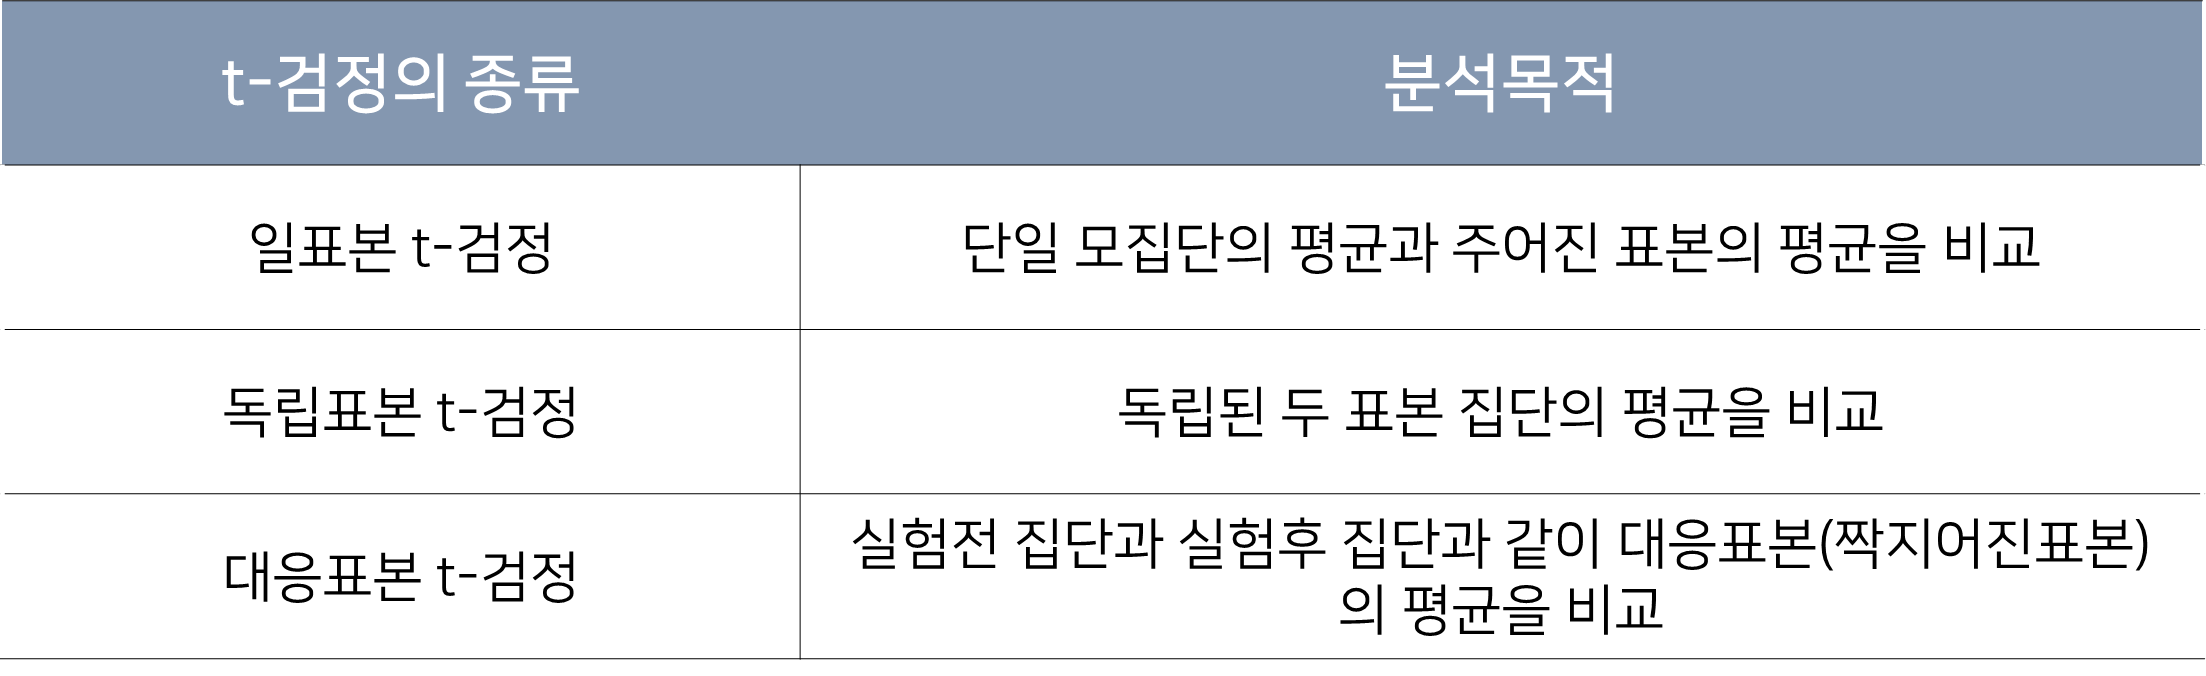 t-검정의 종류
분석목적
일표본 t-검정
단일 모집단의 평균과 주어진 표본의 평균을 비교
독립표본 t-검정
독립된 두 표본 집단의 평균을 비교
대응표본 t-검정
실험전 집단과 실험후 집단과 같이 대응표본(짝지어진표본)
의 평균을 비교